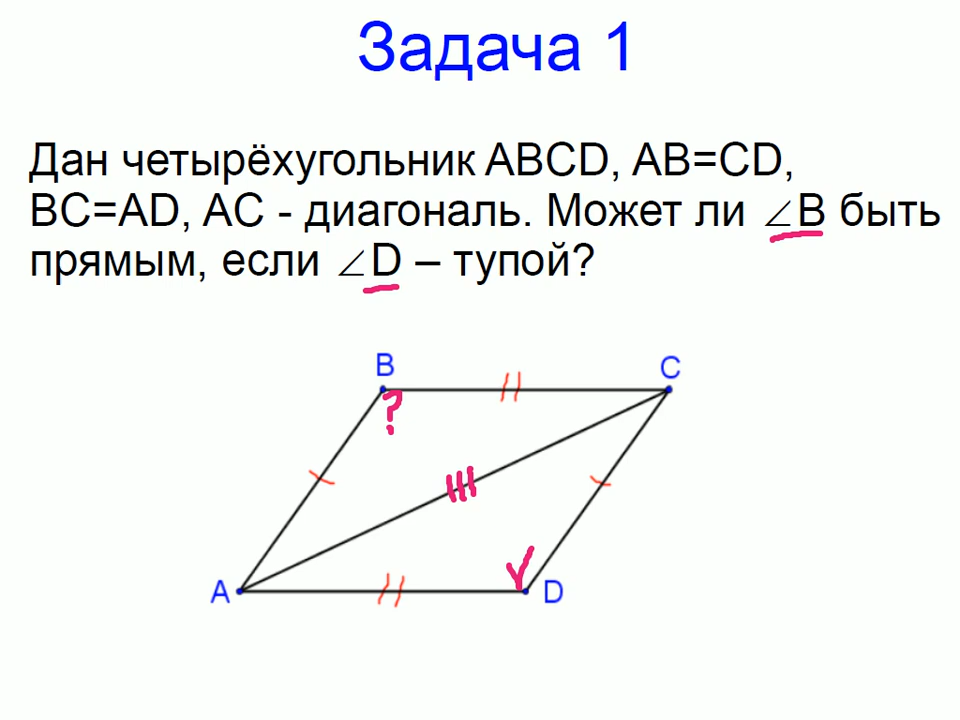 Задача 1
Дан четырёхугольник ABCD, AB=CD,
BC=AD, AC - диагональ. Может ли ∠B быть
прямым, если ∠D – тупой?
B
C
?
A
D